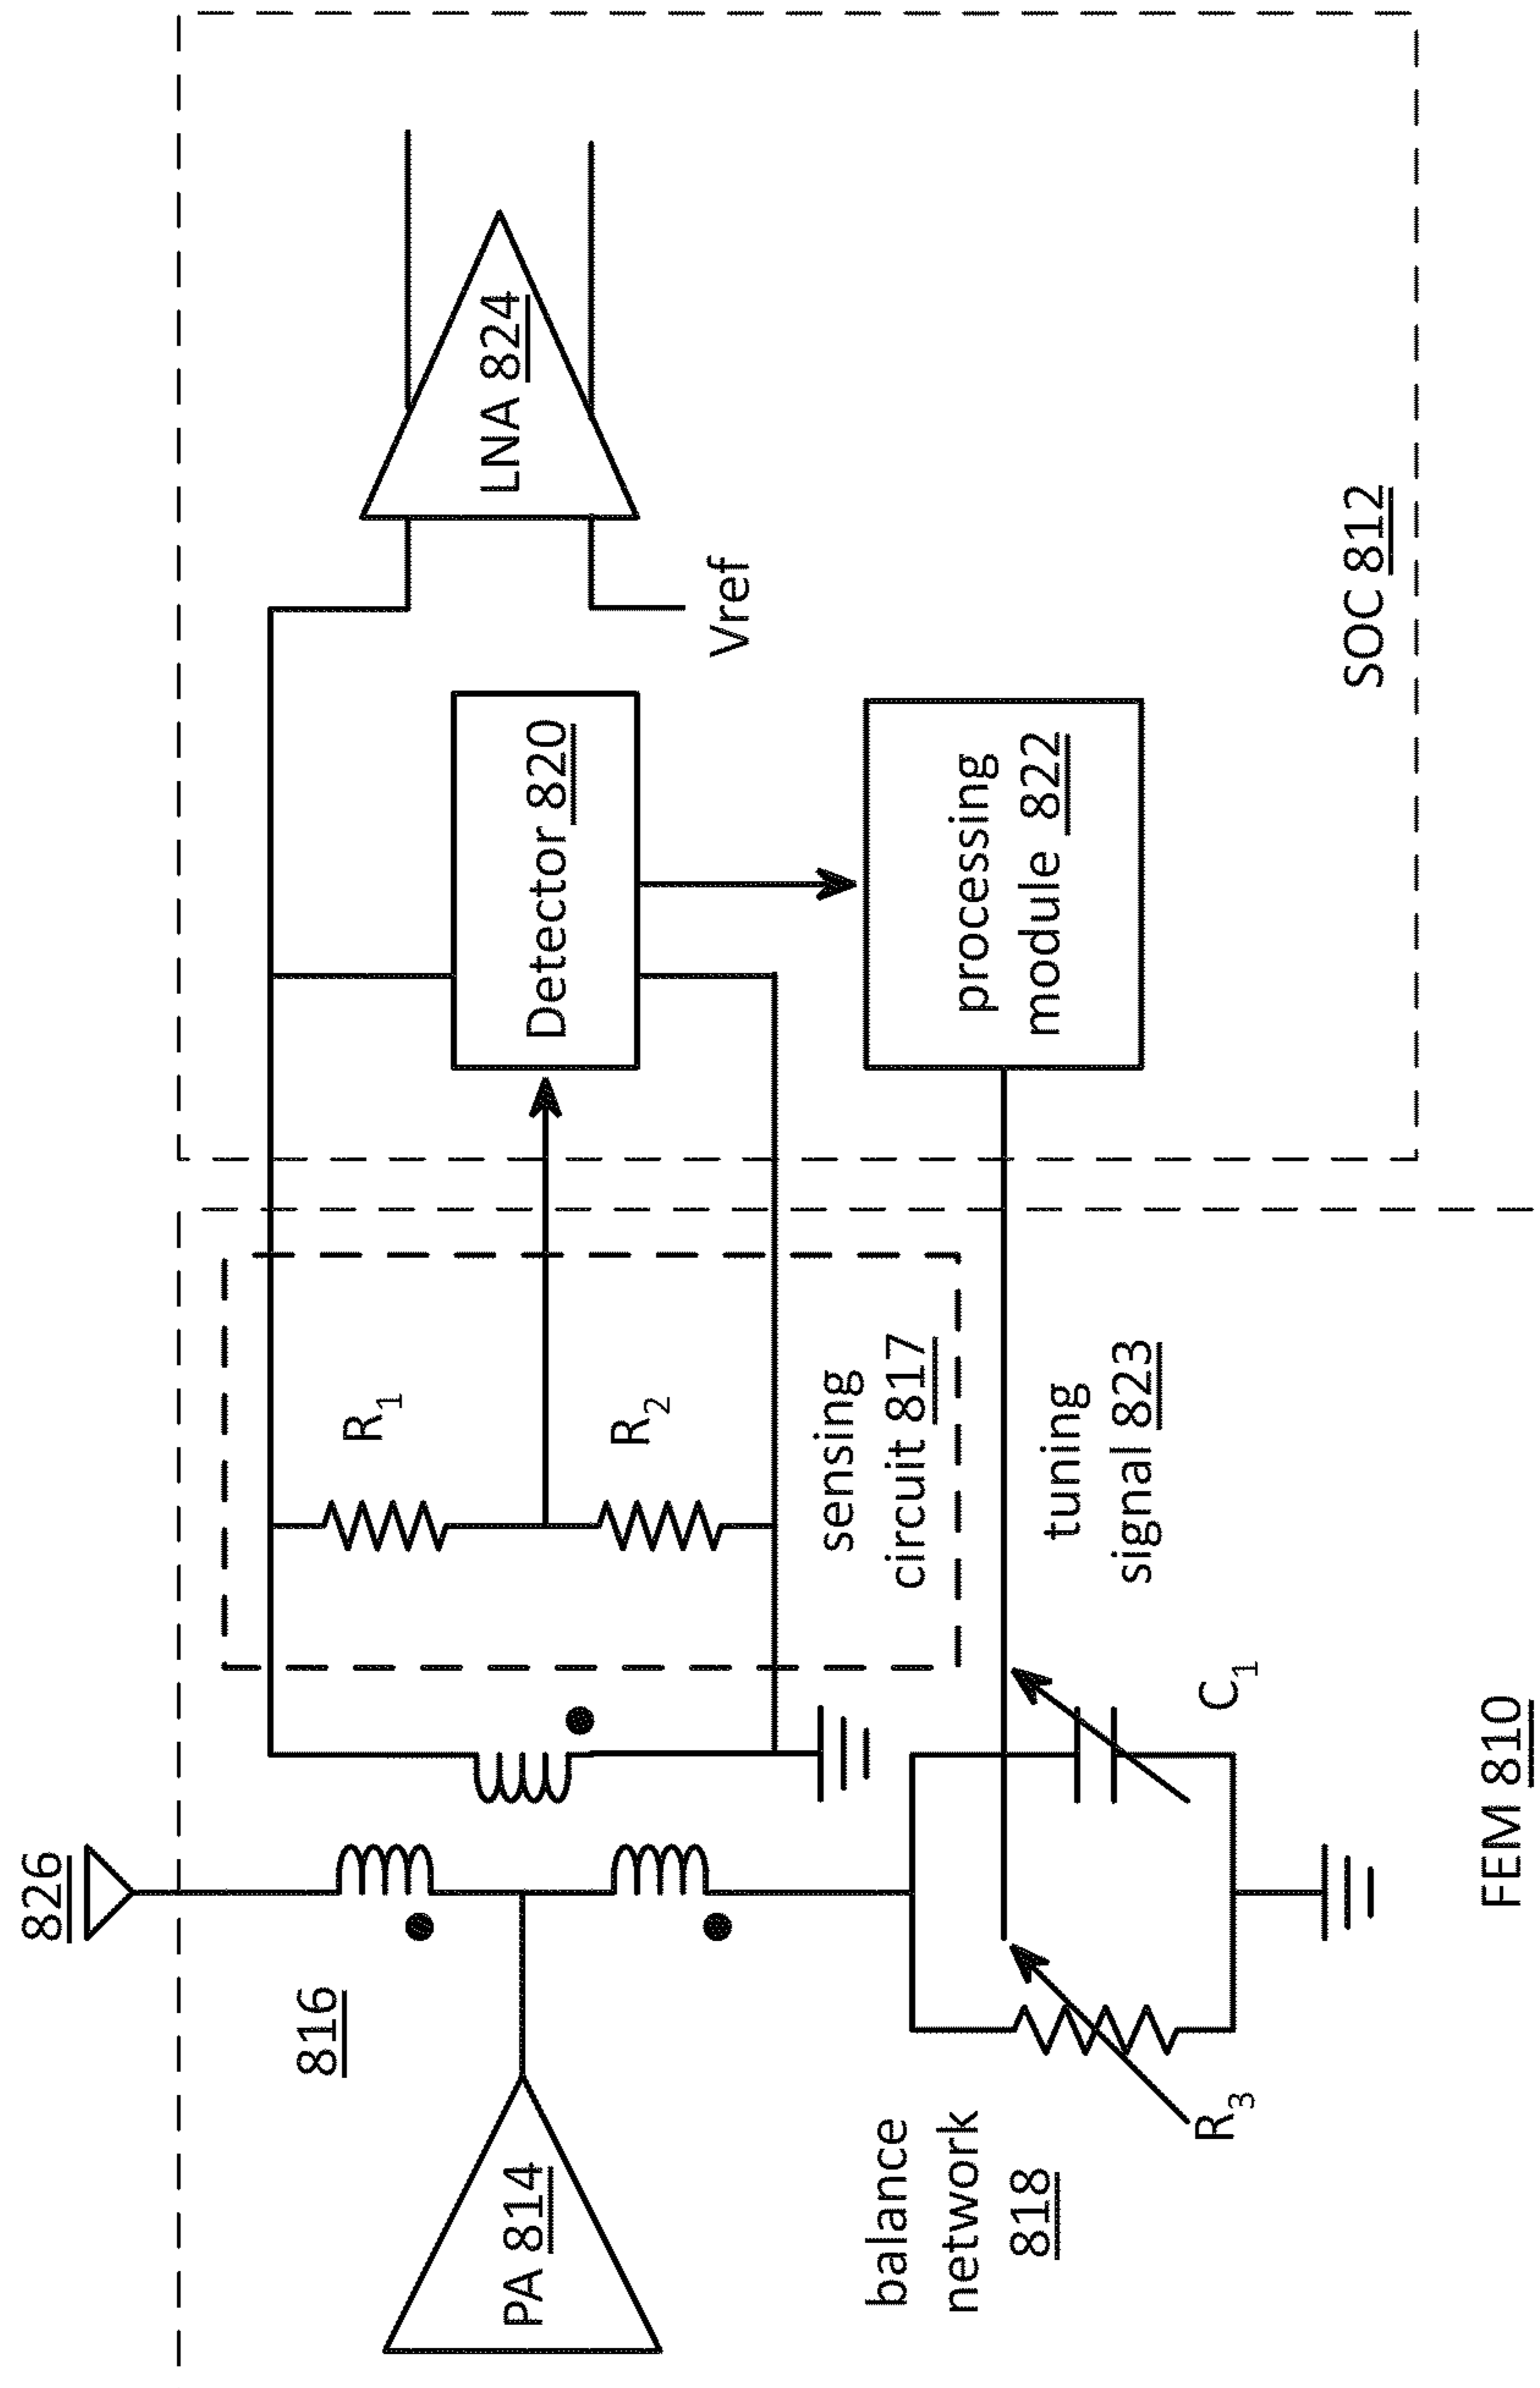 826
816
PA 814
balance
network
818
R3
C1
FEM 810
R1
R2
sensing
circuit 817
tuning
signal 823
Detector 820
processing
module 822
LNA 824
Vref
SOC 812